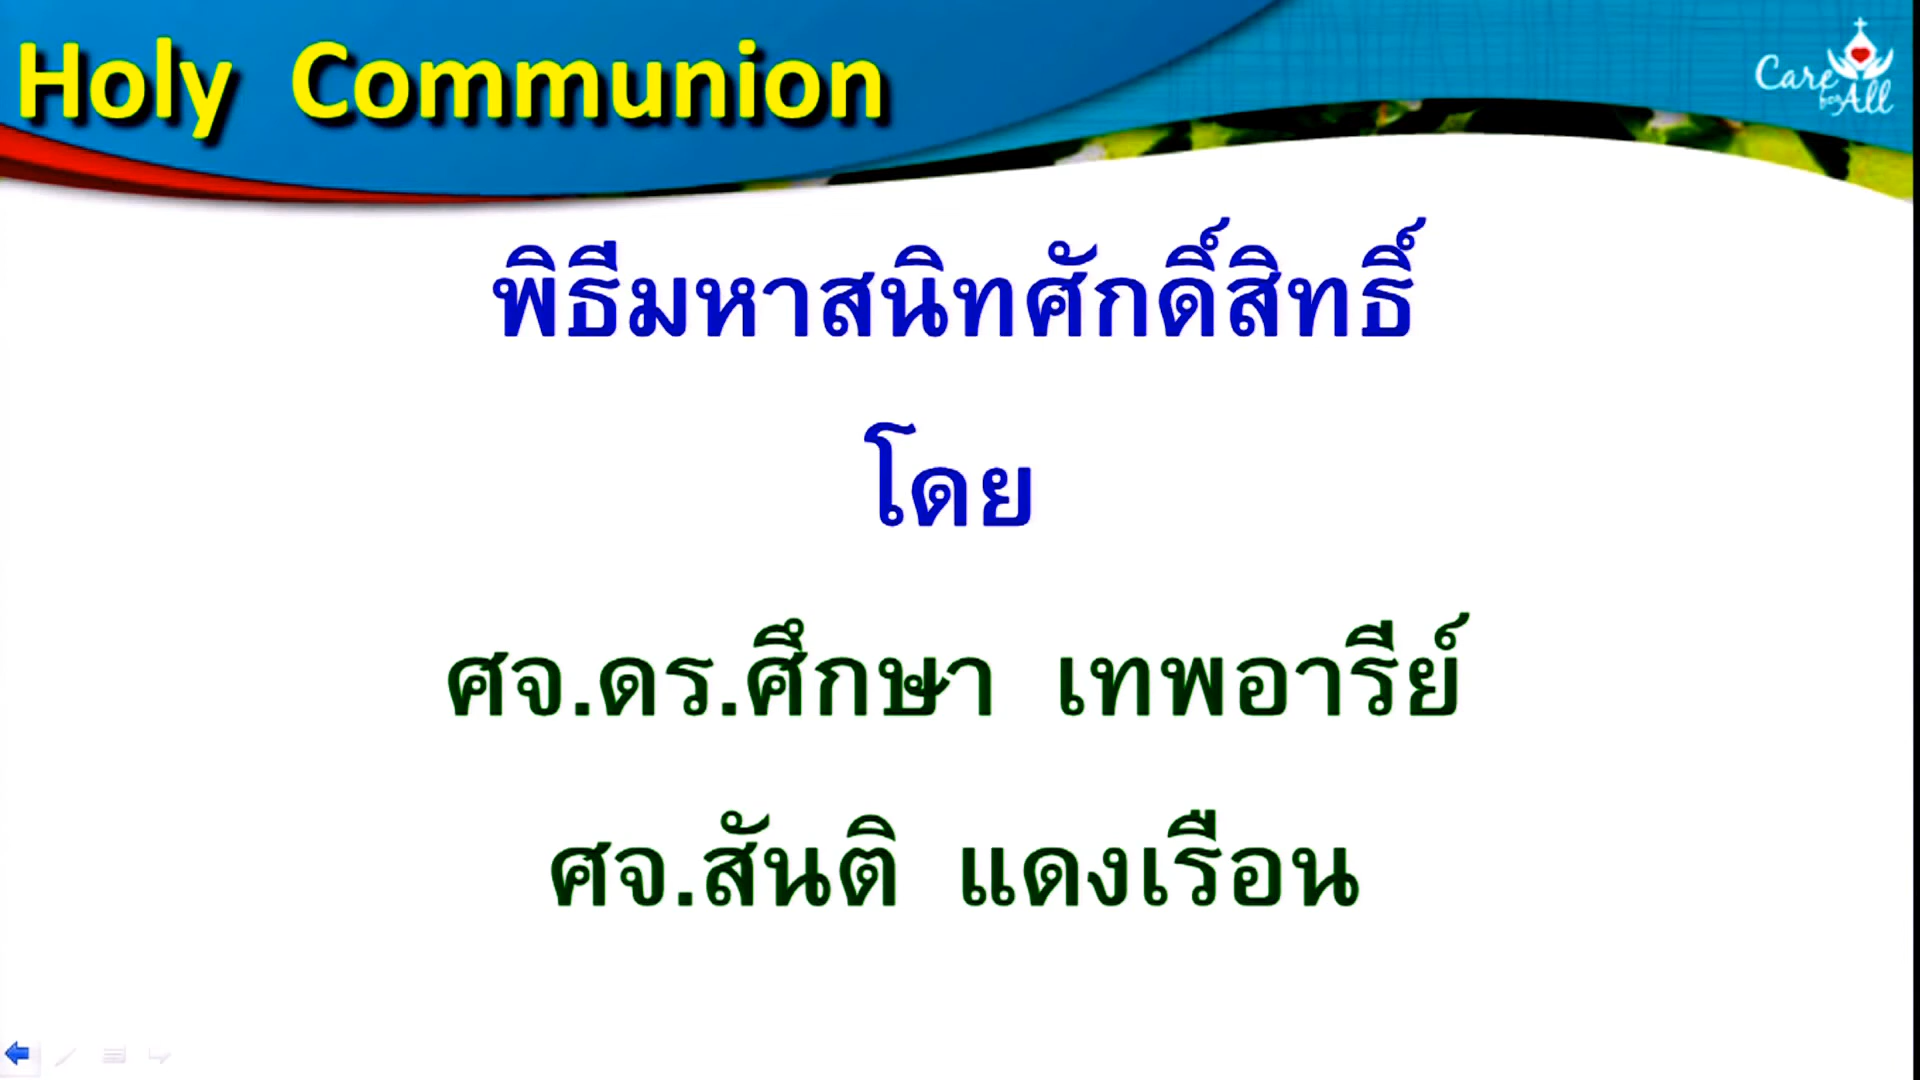 Holy Communion
Care
for All
พิธีมหาสนิทศักดิ์สิทธิ์
โดย
ศจ.ดร.ศึกษา เทพอารีย์
ศจ.สันติ แดงเรือน